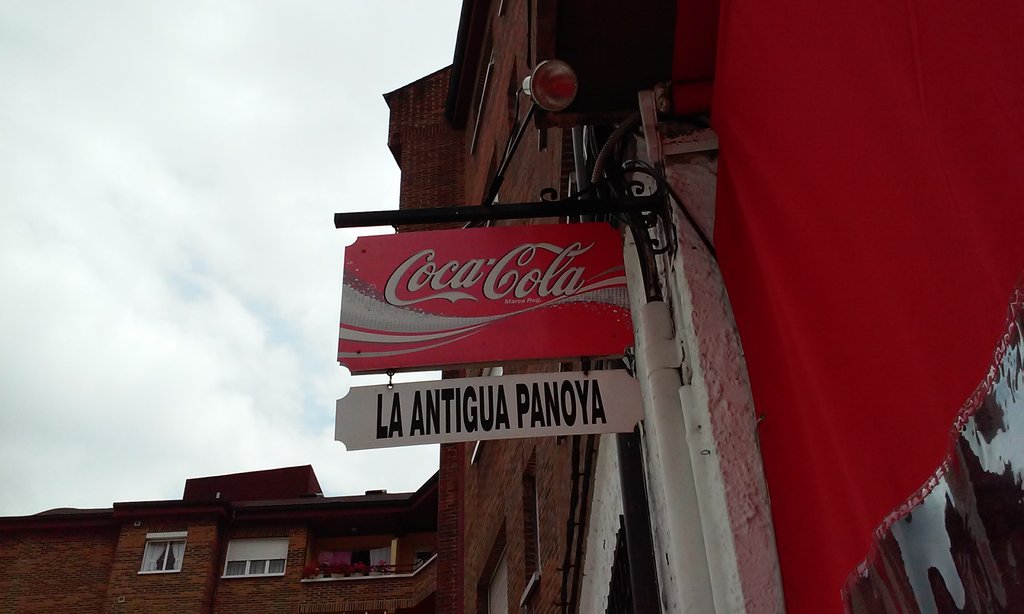 Coca-Cola
Marca Reg.
LA ANTIGUA PANOYA